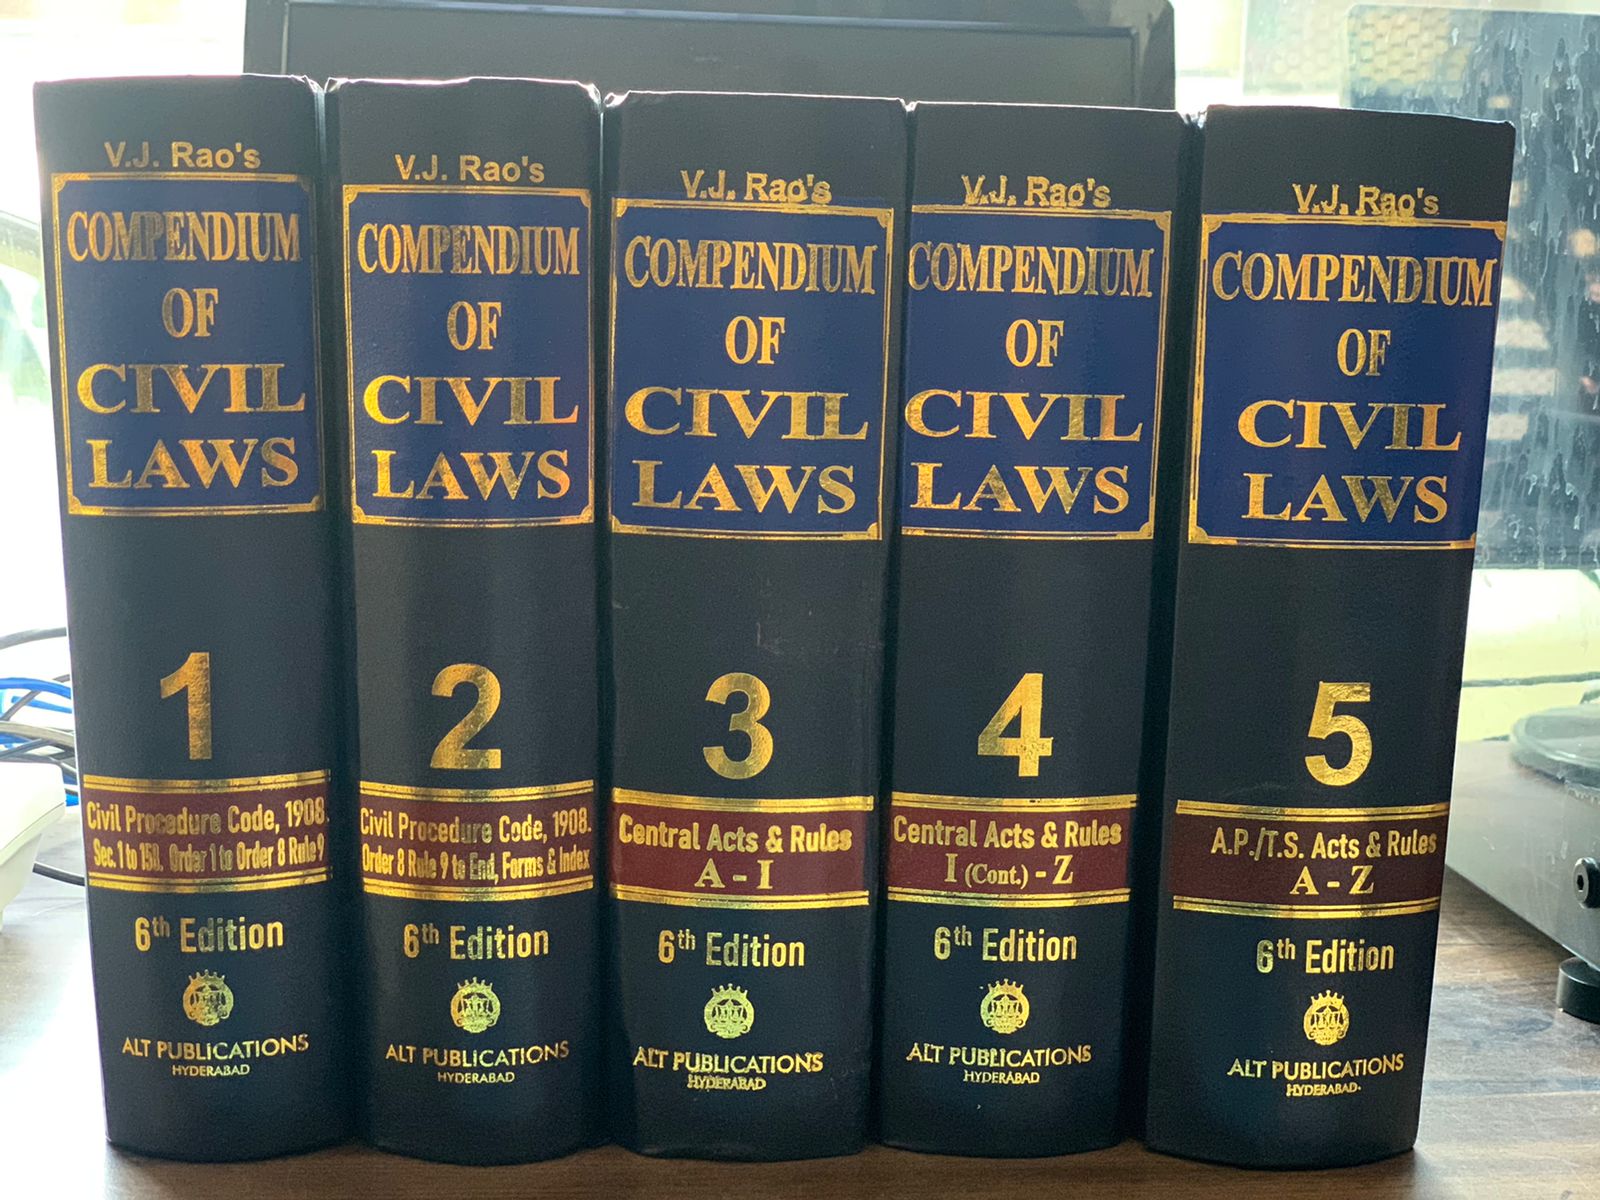 V.J. Rao's
COMPENDIUM
OF
CIVIL
LAWS
1
Civil Procedure Code, 1908.
Sec. 1 to 158. Order 1 to Order 8 Rule 9
6th Edition
ALT PUBLICATIONS
HYDERABAD
V.J. Rao's
COMPENDIUM
OF
CIVIL
LAWS
2
Civil Procedure Code, 1908.
Order 8 Rule 9 to End, Forms & Index
6th Edition
ALT PUBLICATIONS
HYDERABAD
V.J. Rao's
COMPENDIUM
OF
CIVIL
LAWS
3
Central Acts & Rules
A - I
6th Edition
ALT PUBLICATIONS
HYDERABAD
V.J. Rao's
COMPENDIUM
OF
CIVIL
LAWS
4
Central Acts & Rules
I (Cont.) - Z
6th Edition
ALT PUBLICATIONS
HYDERABAD
V.J. Rao's
COMPENDIUM
OF
CIVIL
LAWS
5
A.P./T.S. Acts & Rules
A - Z
6th Edition
ALT PUBLICATIONS
HYDERABAD